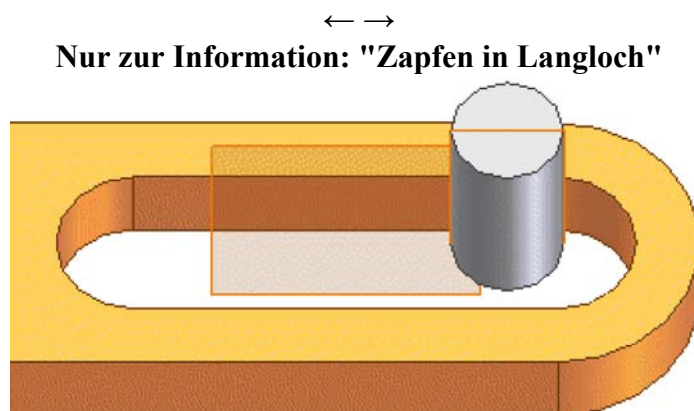 ← →
Nur zur Information: "Zapfen in Langloch"